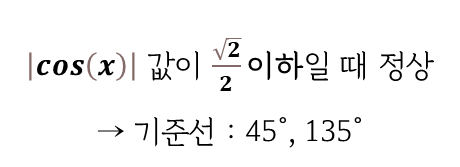 |cos(x)| 값이 √2/2 이하일 때 정상
→ 기준선 : 45˚, 135˚